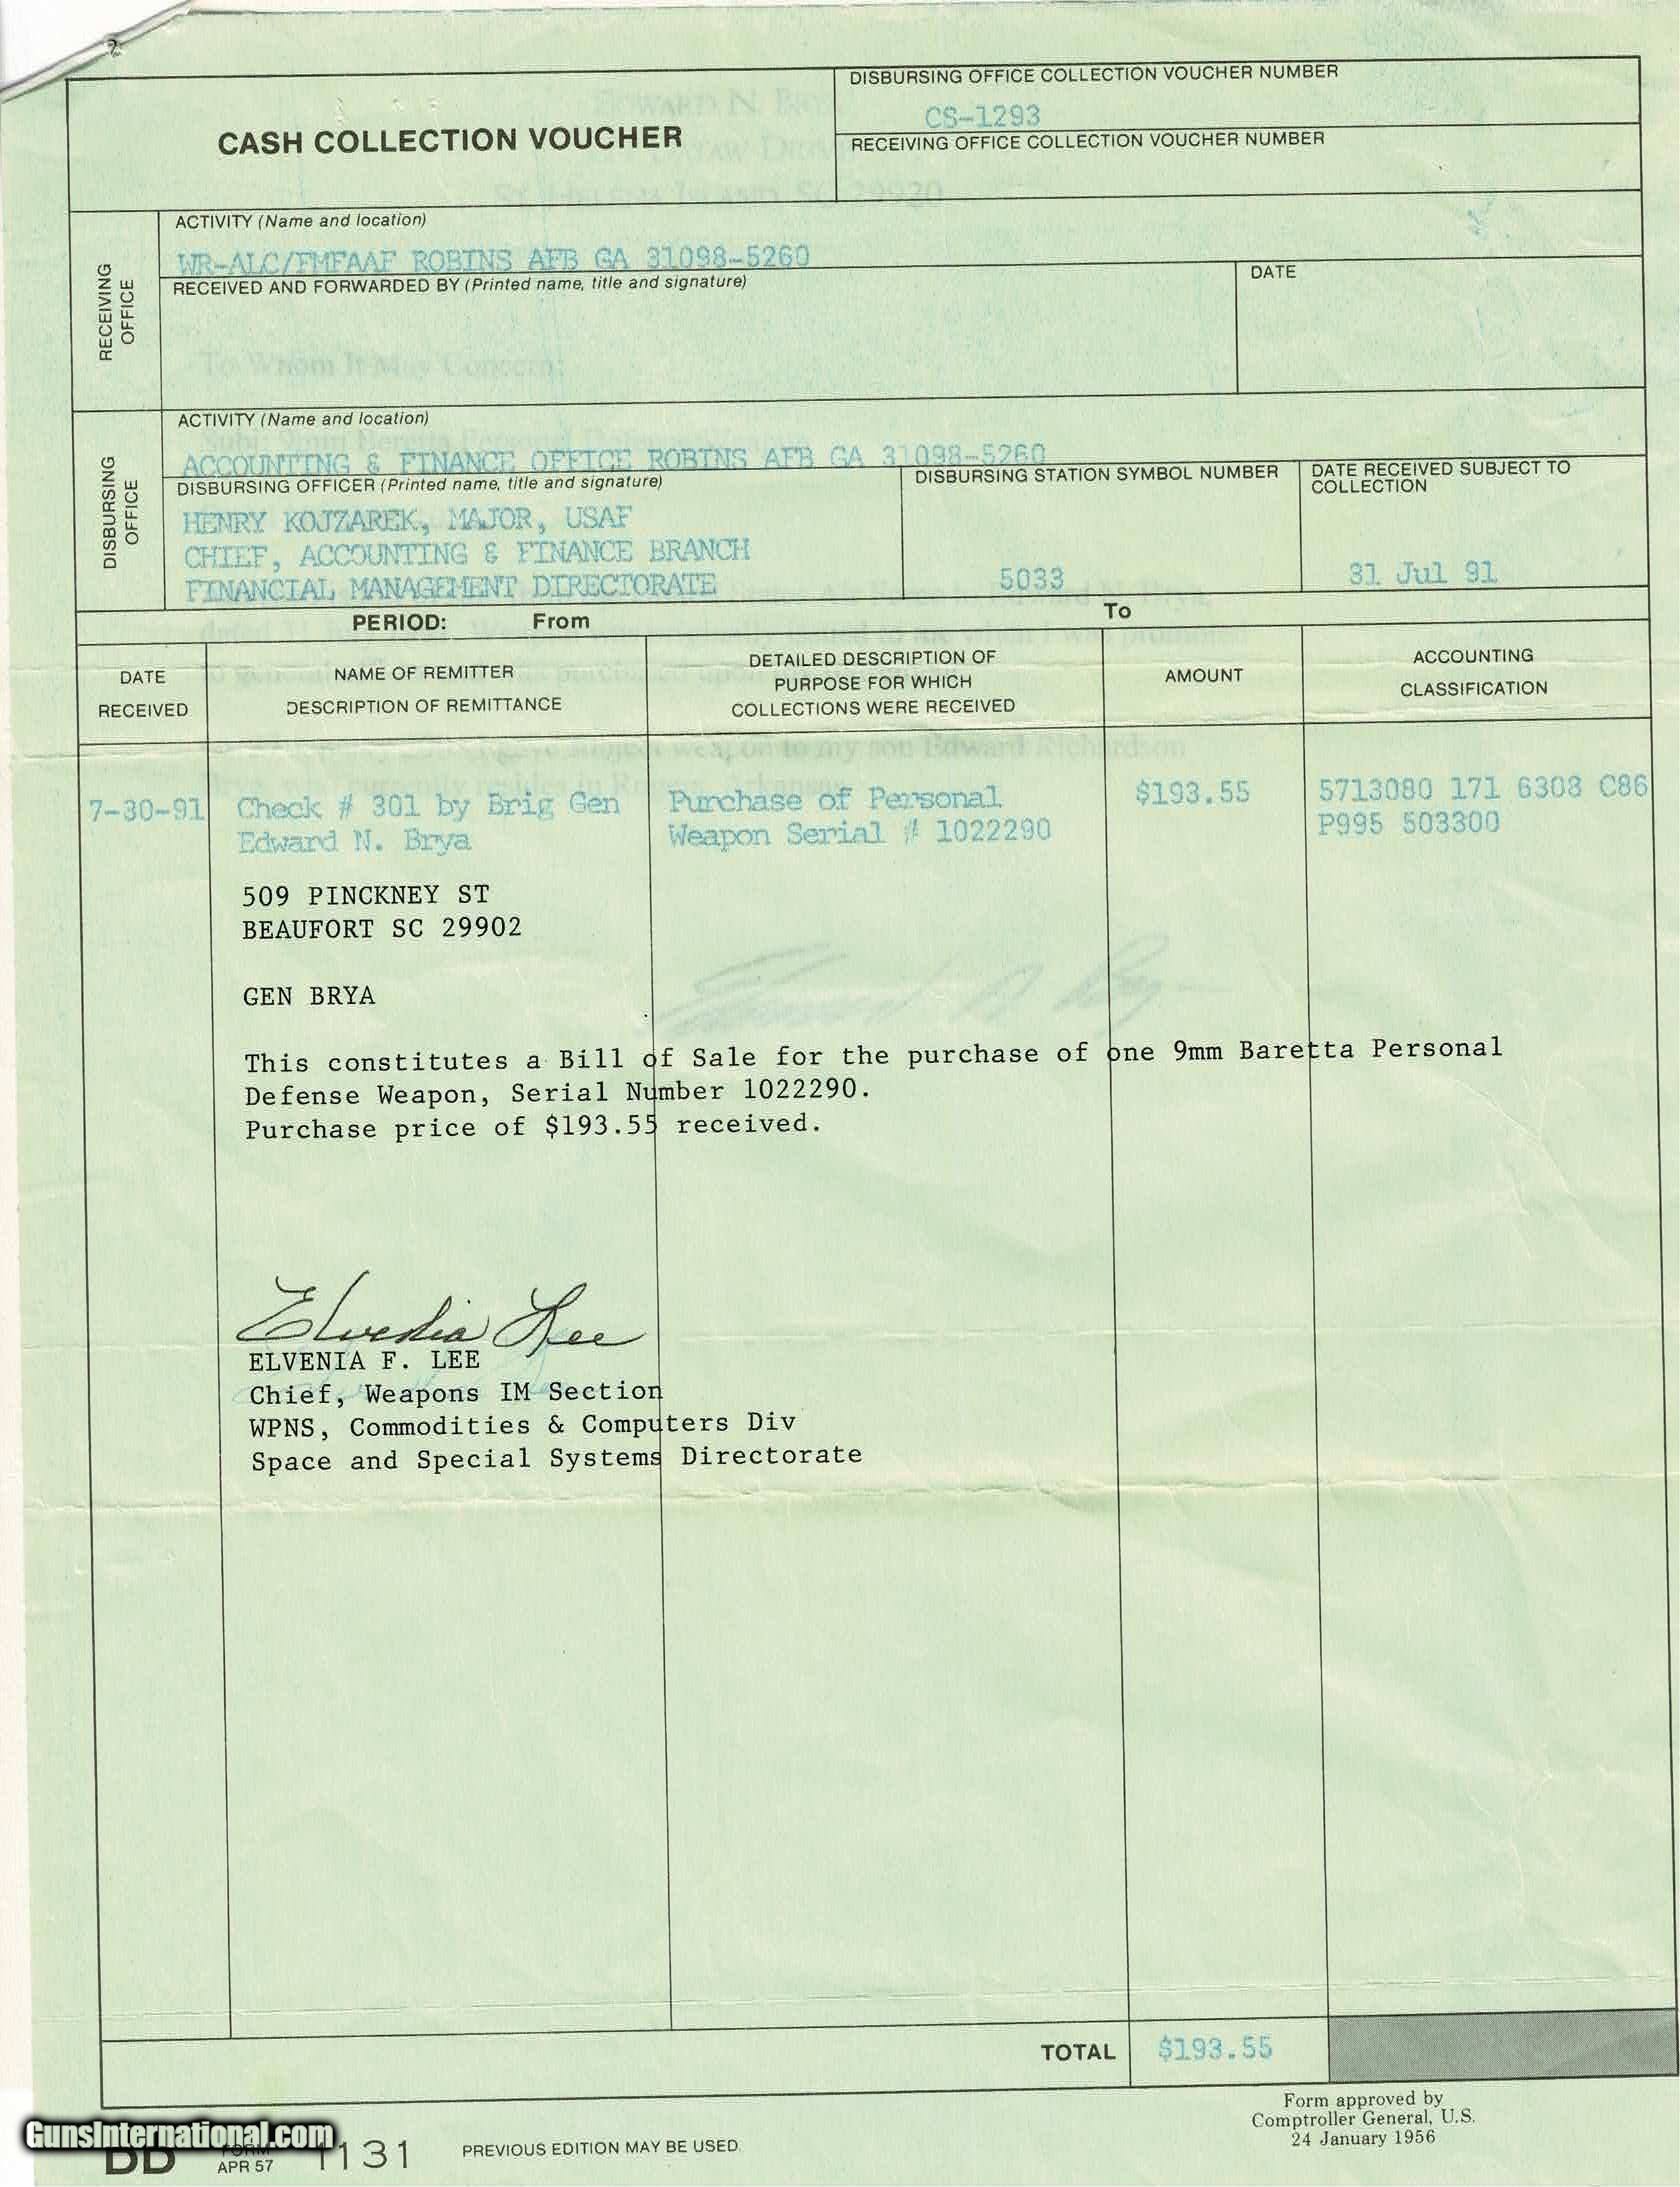 DISBURSING OFFICE COLLECTION VOUCHER NUMBER
CS-1293
CASH COLLECTION VOUCHER
RECEIVING OFFICE COLLECTION VOUCHER NUMBER
RECEIVING OFFICE
ACTIVITY (Name and location)
WR-ALC/FMFAAF ROBINS AFB GA 31098-5260
RECEIVED AND FORWARDED BY (Printed name, title and signature)
DATE
To Whom It May Concern:
DISBURSING OFFICE
ACTIVITY (Name and location)
ACCOUNTING & FINANCE OFFICE ROBINS AFB GA 31098-5260
DISBURSING OFFICER (Printed name, title and signature)
DISBURSING STATION SYMBOL NUMBER
DATE RECEIVED SUBJECT TO COLLECTION
HENRY KOJZAREK, MAJOR, USAF
CHIEF, ACCOUNTING & FINANCE BRANCH
FINANCIAL MANAGEMENT DIRECTORATE
5033
31 Jul 91
PERIOD: From To
DATE RECEIVED
NAME OF REMITTER
DESCRIPTION OF REMITTANCE
DETAILED DESCRIPTION OF
PURPOSE FOR WHICH
COLLECTIONS WERE RECEIVED
AMOUNT
ACCOUNTING
CLASSIFICATION
7-30-91 Check # 301 by Brig Gen Purchase of Personal $193.55 5713080 171 6308 C86
Edward N. Brya Weapon Serial # 1022290 P995 503300
509 PINCKNEY ST
BEAUFORT SC 29902
GEN BRYA
This constitutes a Bill of Sale for the purchase of one 9mm Baretta Personal
Defense Weapon, Serial Number 1022290.
Purchase price of $193.55 received.
Elvenia Lee
ELVENIA F. LEE
Chief, Weapons IM Section
WPNS, Commodities & Computers Div
Space and Special Systems Directorate
TOTAL $193.55
Form approved by
Comptroller General, U.S.
24 January 1956
GunsInternational.com
DD FORM 1131
APR 57
PREVIOUS EDITION MAY BE USED.